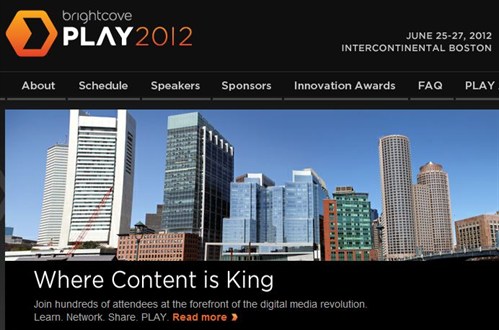 brightcove
PLAY2012
JUNE 25-27, 2012
INTERCONTINENTAL BOSTON
About Schedule Speakers Sponsors Innovation Awards FAQ PLAY
Where Content is King
Join hundreds of attendees at the forefront of the digital media revolution.
Learn. Network. Share. PLAY. Read more